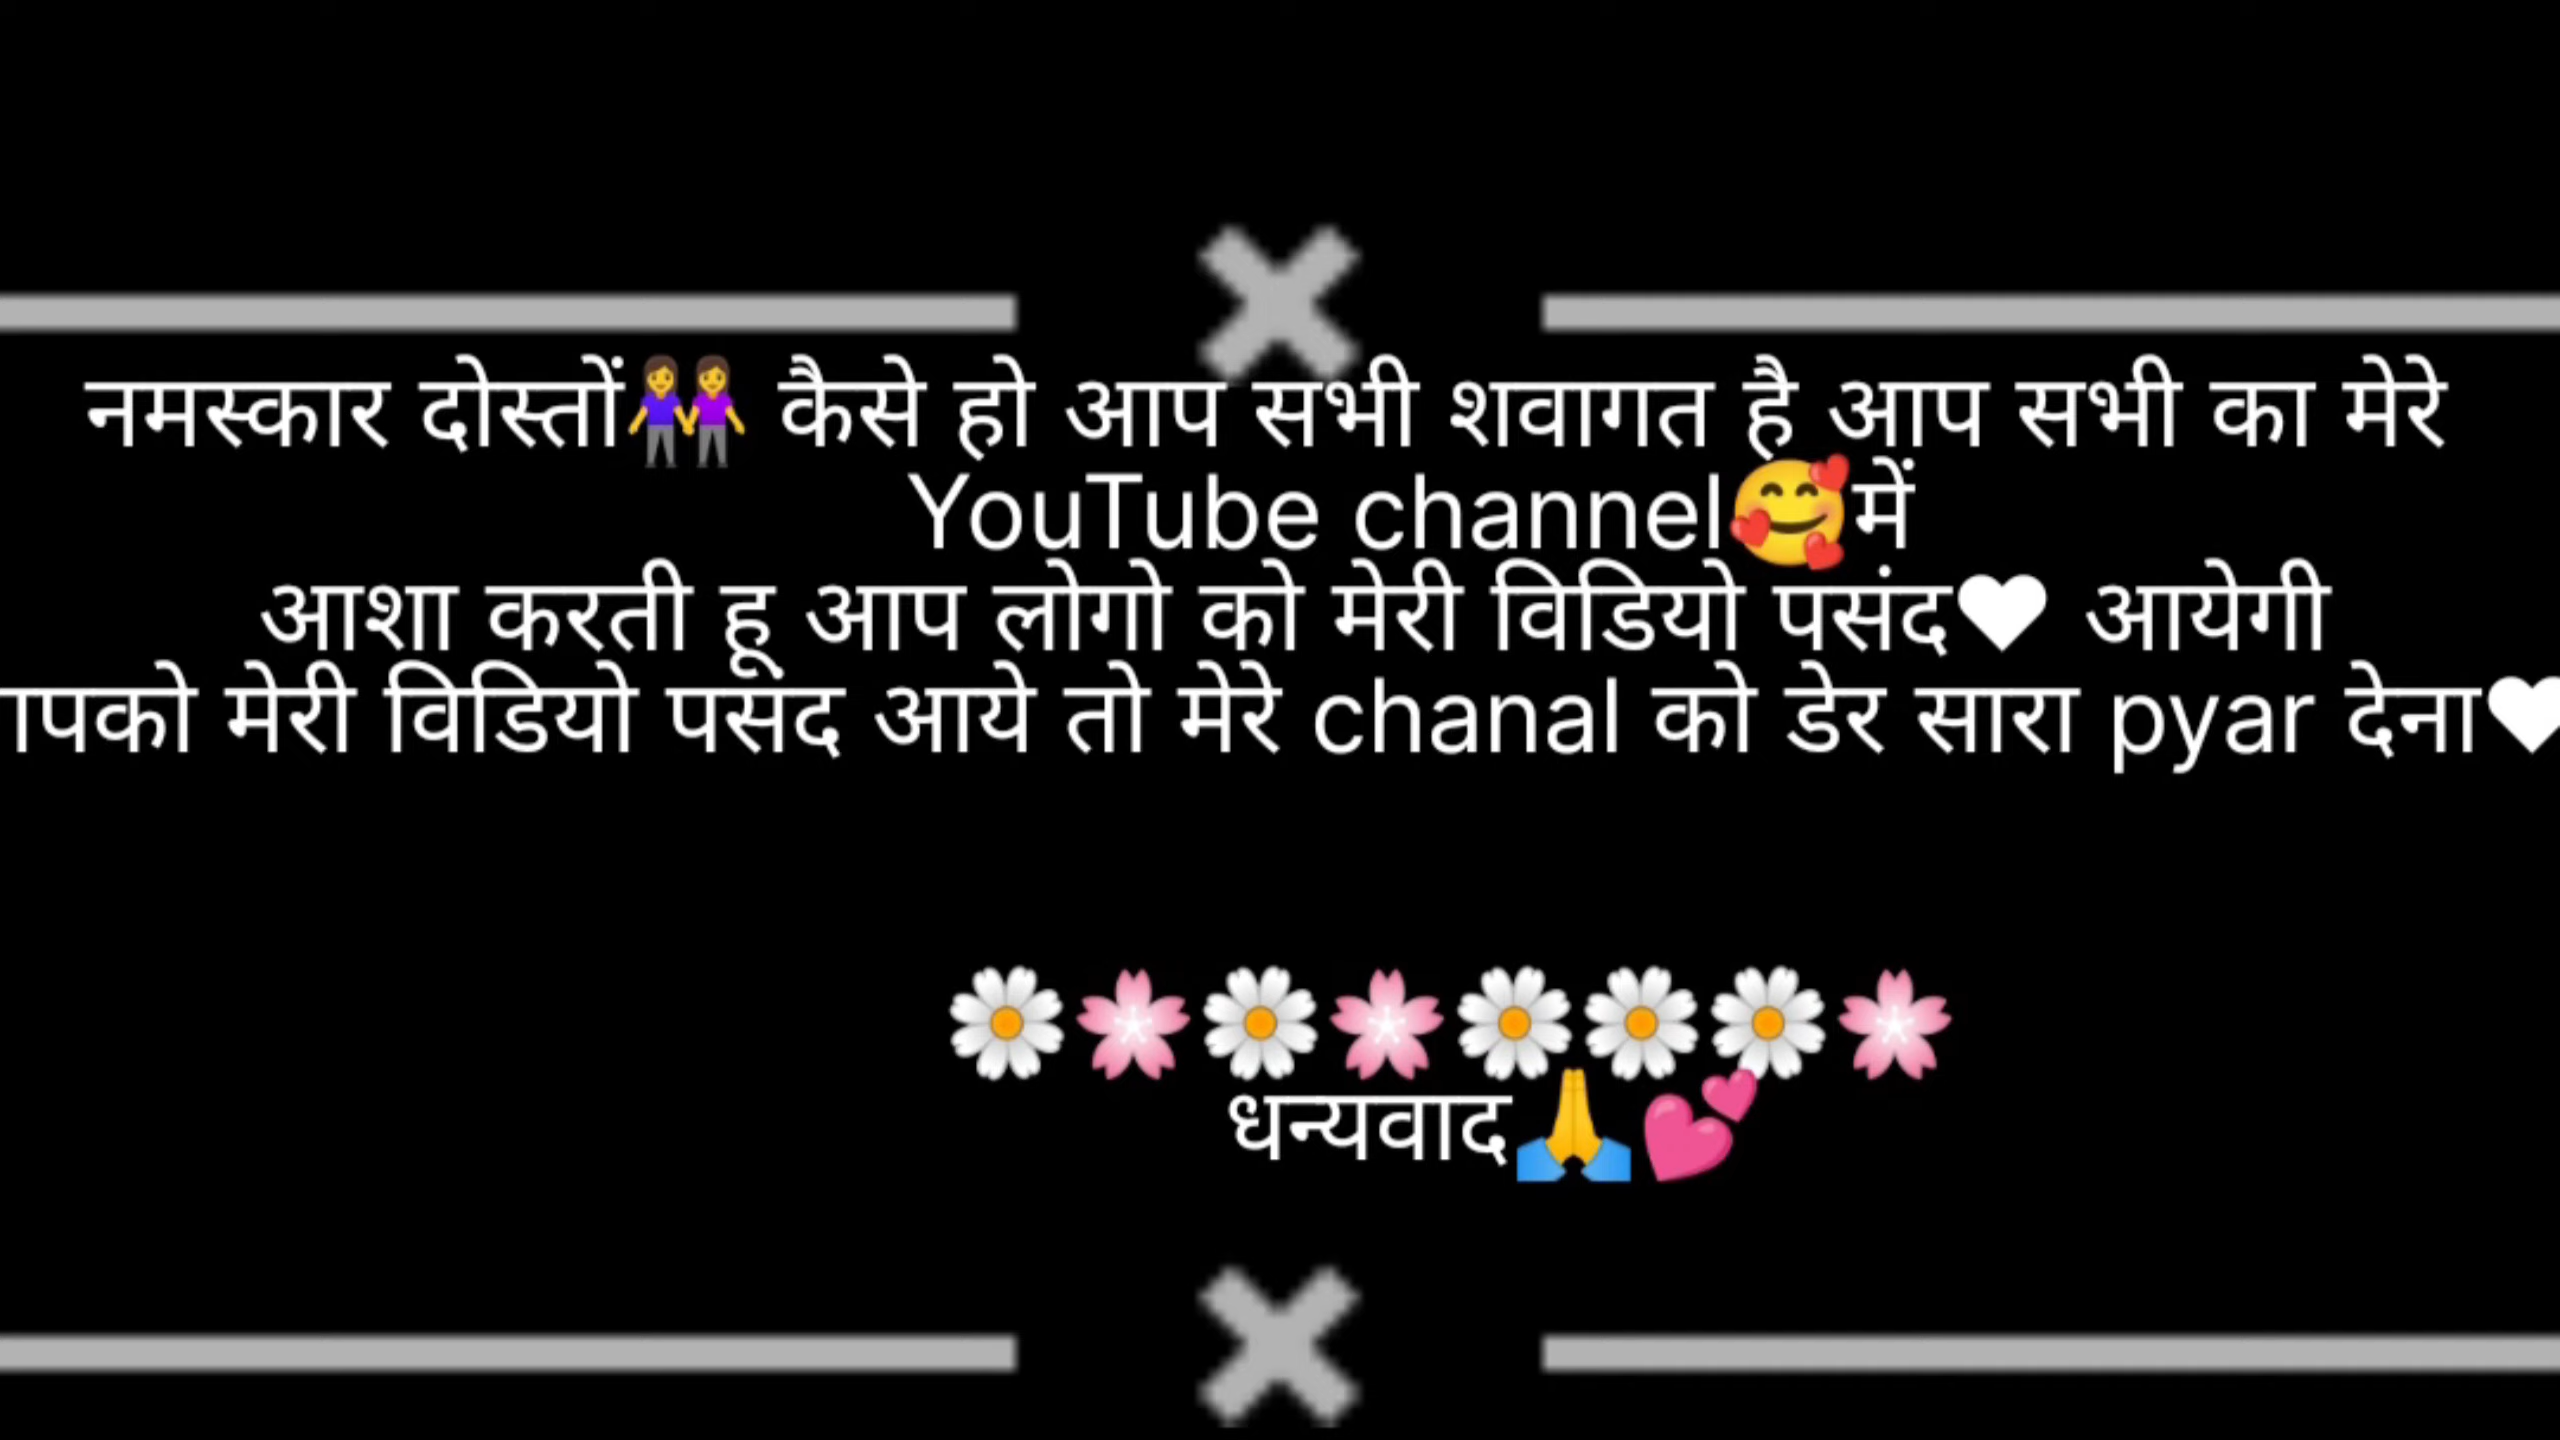 नमस्कार दोस्तों👭 कैसे हो आप सभी शवागत है आप सभी का मेरे
YouTube channel🥰में
आशा करती हू आप लोगो को मेरी विडियो पसंद♥ आयेगी
मेरी विडियो पसंद आये तो मेरे chanal को डेर सारा pyar देना♥
🌼🌸🌼🌸🌼🌼🌼🌸
धन्यवाद🙏💕